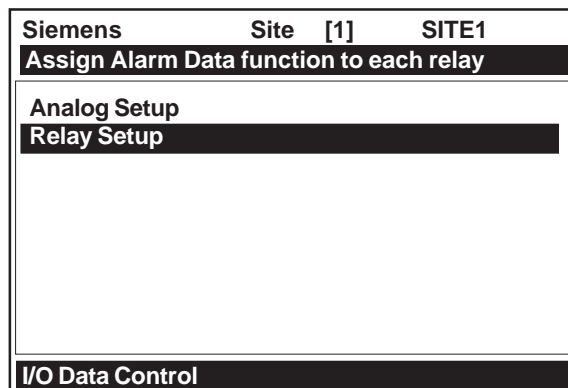 Siemens Site [1] SITE1
Assign Alarm Data function to each relay
Analog Setup
Relay Setup
I/O Data Control